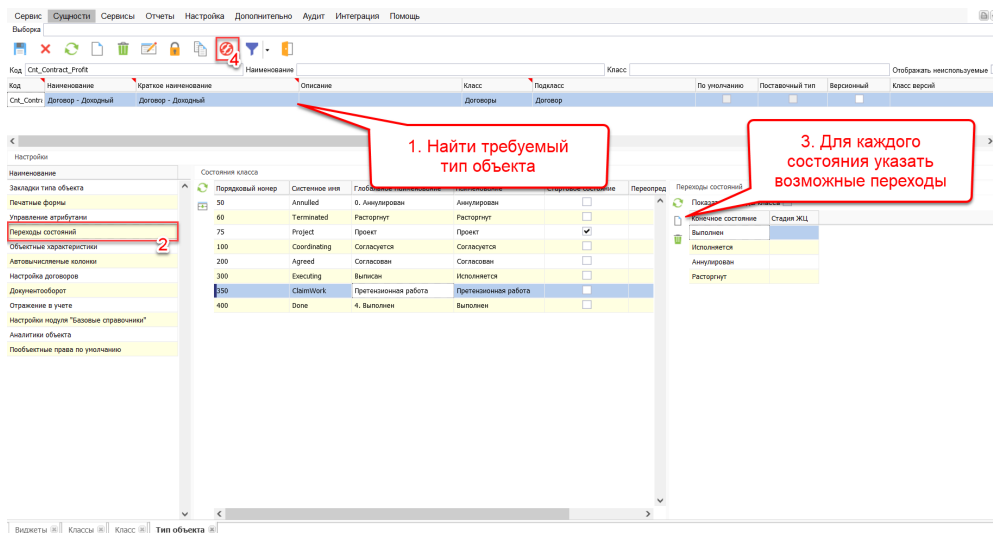 Сервис Сущности Сервисы Отчеты Настройка Дополнительно Аудит Интеграция Помощь
Выборка
4
Код Cnt_Contract_Profit Наименование Класс Отображать неиспользуемые
Код Наименование Краткое наименование Описание Класс Подкласс По умолчанию Поставочный тип Версионный Класс версий
Cnt_Contr Договор - Доходный Договор - Доходный Договоры Договор
1. Найти требуемый
тип объекта
3. Для каждого
состояния указать
возможные переходы
Настройки
Наименование
Закладки типа объекта
Печатные формы
Управление атрибутами
Переходы состояний
2
Объектные характеристики
Автовычисляемые колонки
Настройка договоров
Документооборот
Отражение в учете
Настройки модуля "Базовые справочники"
Аналитики объекта
Пообъектные права по умолчанию
Состояния класса
Порядковый номер Системное имя Глобальное наименование Наименование Стартовое состояние Переопред
50 Annulled 0. Аннулирован Аннулирован
60 Terminated Расторгнут Расторгнут
75 Project Проект Проект
100 Coordinating Согласуется Согласуется
200 Agreed Согласован Согласован
300 Executing Выписан Исполняется
350 ClaimWork Претензионная работа Претензионная работа
400 Done 4. Выполнен Выполнен
Переходы состояний
Конечное состояние Стадия ЖЦ
Выполнен
Исполняется
Аннулирован
Расторгнут
Виджеты Классы Класс Тип объекта